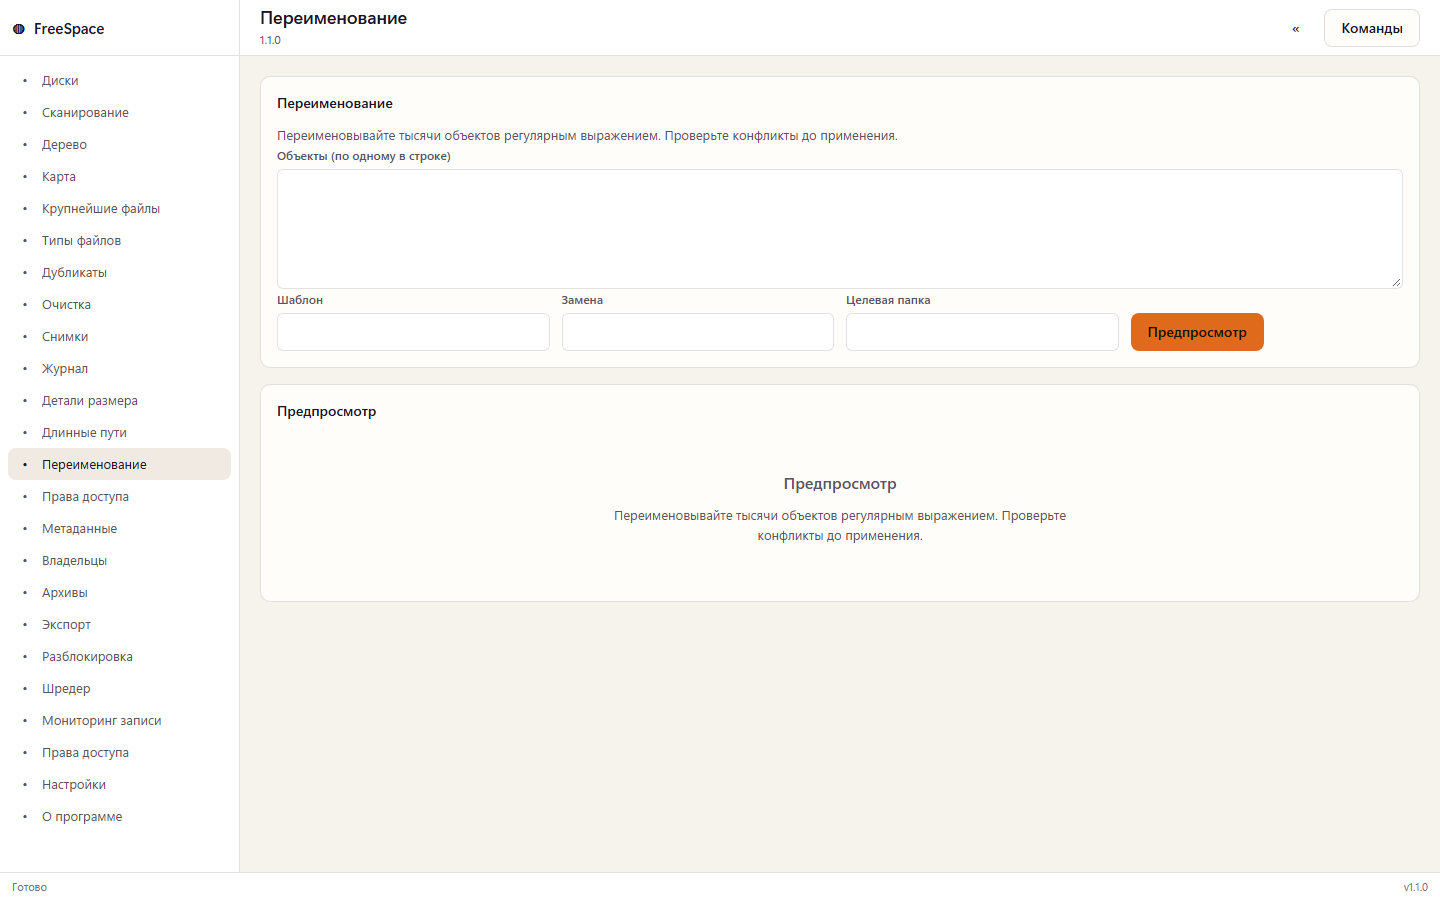 FreeSpace
Диски
Сканирование
Дерево
Карта
Крупнейшие файлы
Типы файлов
Дубликаты
Очистка
Снимки
Журнал
Детали размера
Длинные пути
Переименование
Права доступа
Метаданные
Владельцы
Архивы
Экспорт
Разблокировка
Шредер
Мониторинг записи
Права доступа
Настройки
О программе
Переименование
1.1.0
« Команды
Переименование
Переименовывайте тысячи объектов регулярным выражением. Проверьте конфликты до применения.
Объекты (по одному в строке)
Шаблон Замена Целевая папка
Предпросмотр
Предпросмотр
Предпросмотр
Переименовывайте тысячи объектов регулярным выражением. Проверьте
конфликты до применения.
Готово v1.1.0